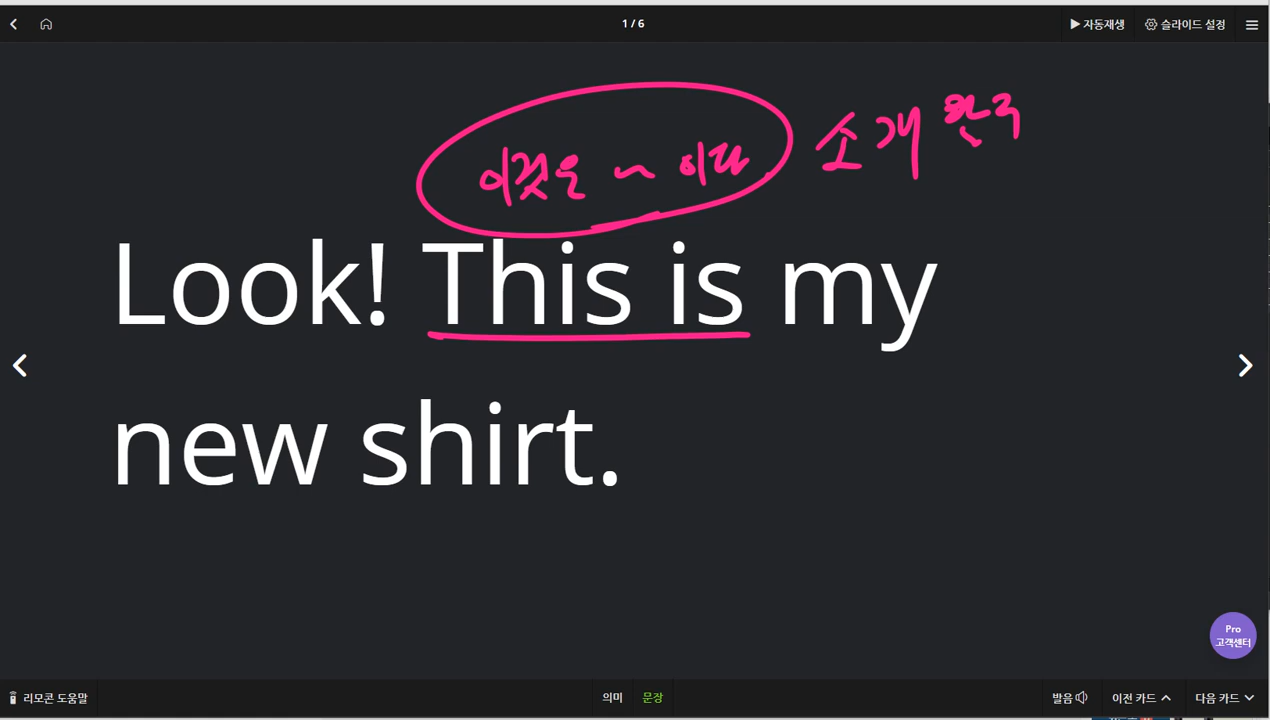 1 / 6
자동재생
슬라이드 설정
소개 완주
이것은 ~ 이다
Look! This is my
new shirt.
Pro
고객센터
리모콘 도움말
의미
문장
발음
이전 카드
다음 카드